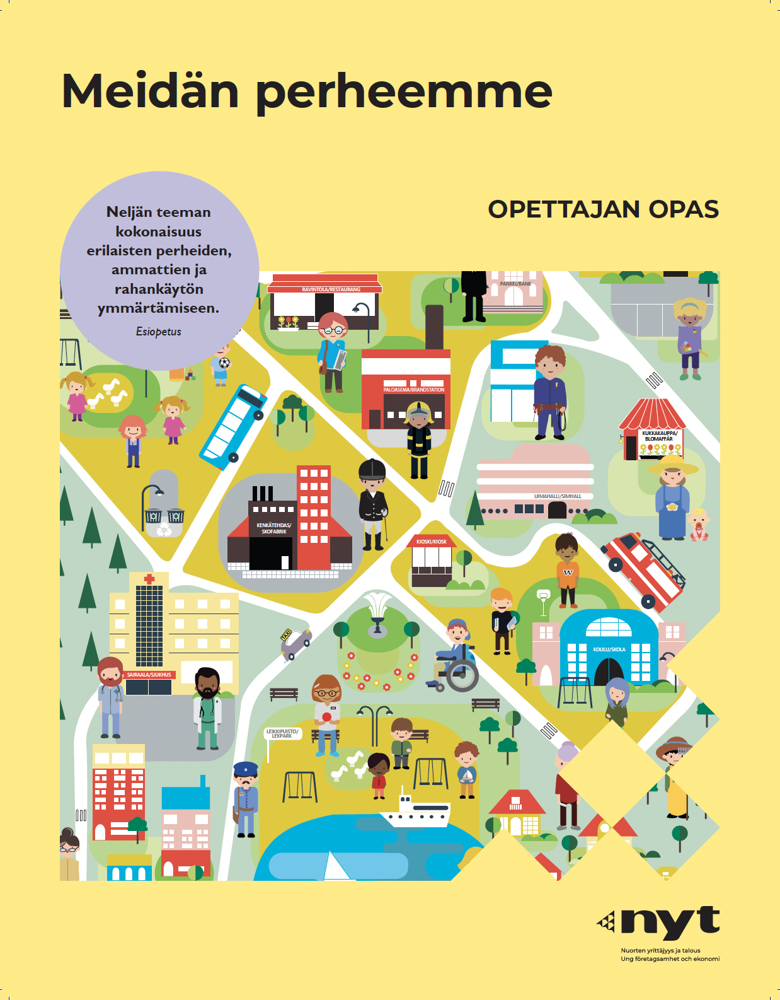 Meidän perheemme
Neljän teeman
kokonaisuus
erilaisten perheiden,
ammattien ja
rahankäytön
ymmärtämiseen.
Esiopetus
OPETTAJAN OPAS
RAVINTOLA/RESTAURANG
PANKKI/BANK
PALOASEMA/BRANDSTATION
KUKKAKAUPPA/
BLOMAFFÄR
UIMAHALLI/SIMHALL
KENKÄTEHDAS/
SKOFABRIK
KIOSKI/KIOSK
W
TAXI
KOULU/SKOLA
SAIRAALA/SJUKHUS
LEIKKIPUISTO/
LEKPARK
nyt
Nuorten yrittäjyys ja talous
Ung företagsamhet och ekonomi